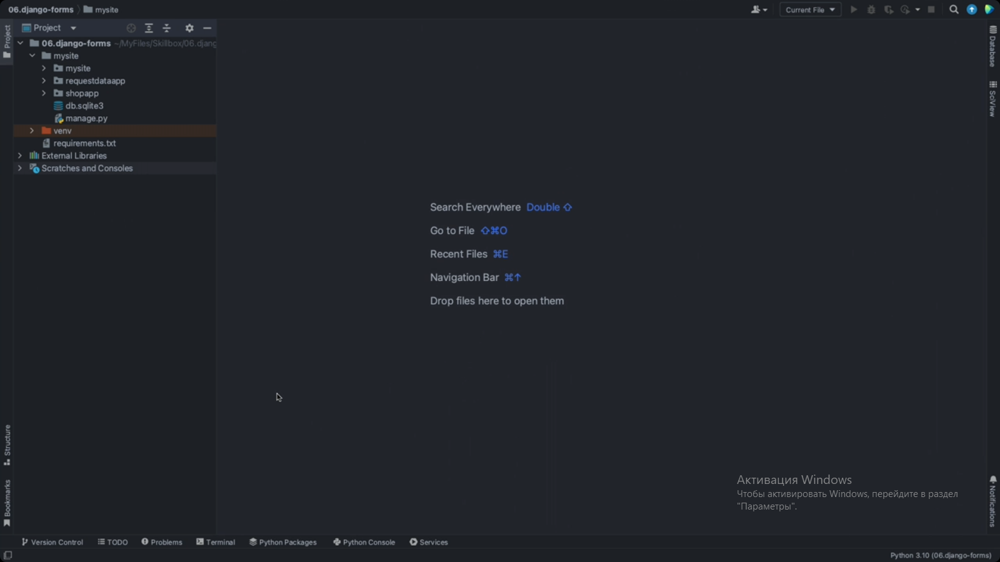 06.django-forms mysite
Current File
Project
Project
06.django-forms ~/MyFiles/Skillbox/06.djang
mysite
mysite
requestdataapp
shopapp
db.sqlite3
manage.py
venv
requirements.txt
External Libraries
Scratches and Consoles
Search Everywhere Double ⇧
Go to File ⇧⌘O
Recent Files ⌘E
Navigation Bar ⌘↑
Drop files here to open them
Database
SciView
Structure
Bookmarks
Активация Windows
Чтобы активировать Windows, перейдите в раздел
"Параметры".
Notifications
Version Control TODO Problems Terminal Python Packages Python Console Services
Python 3.10 (06.django-forms)